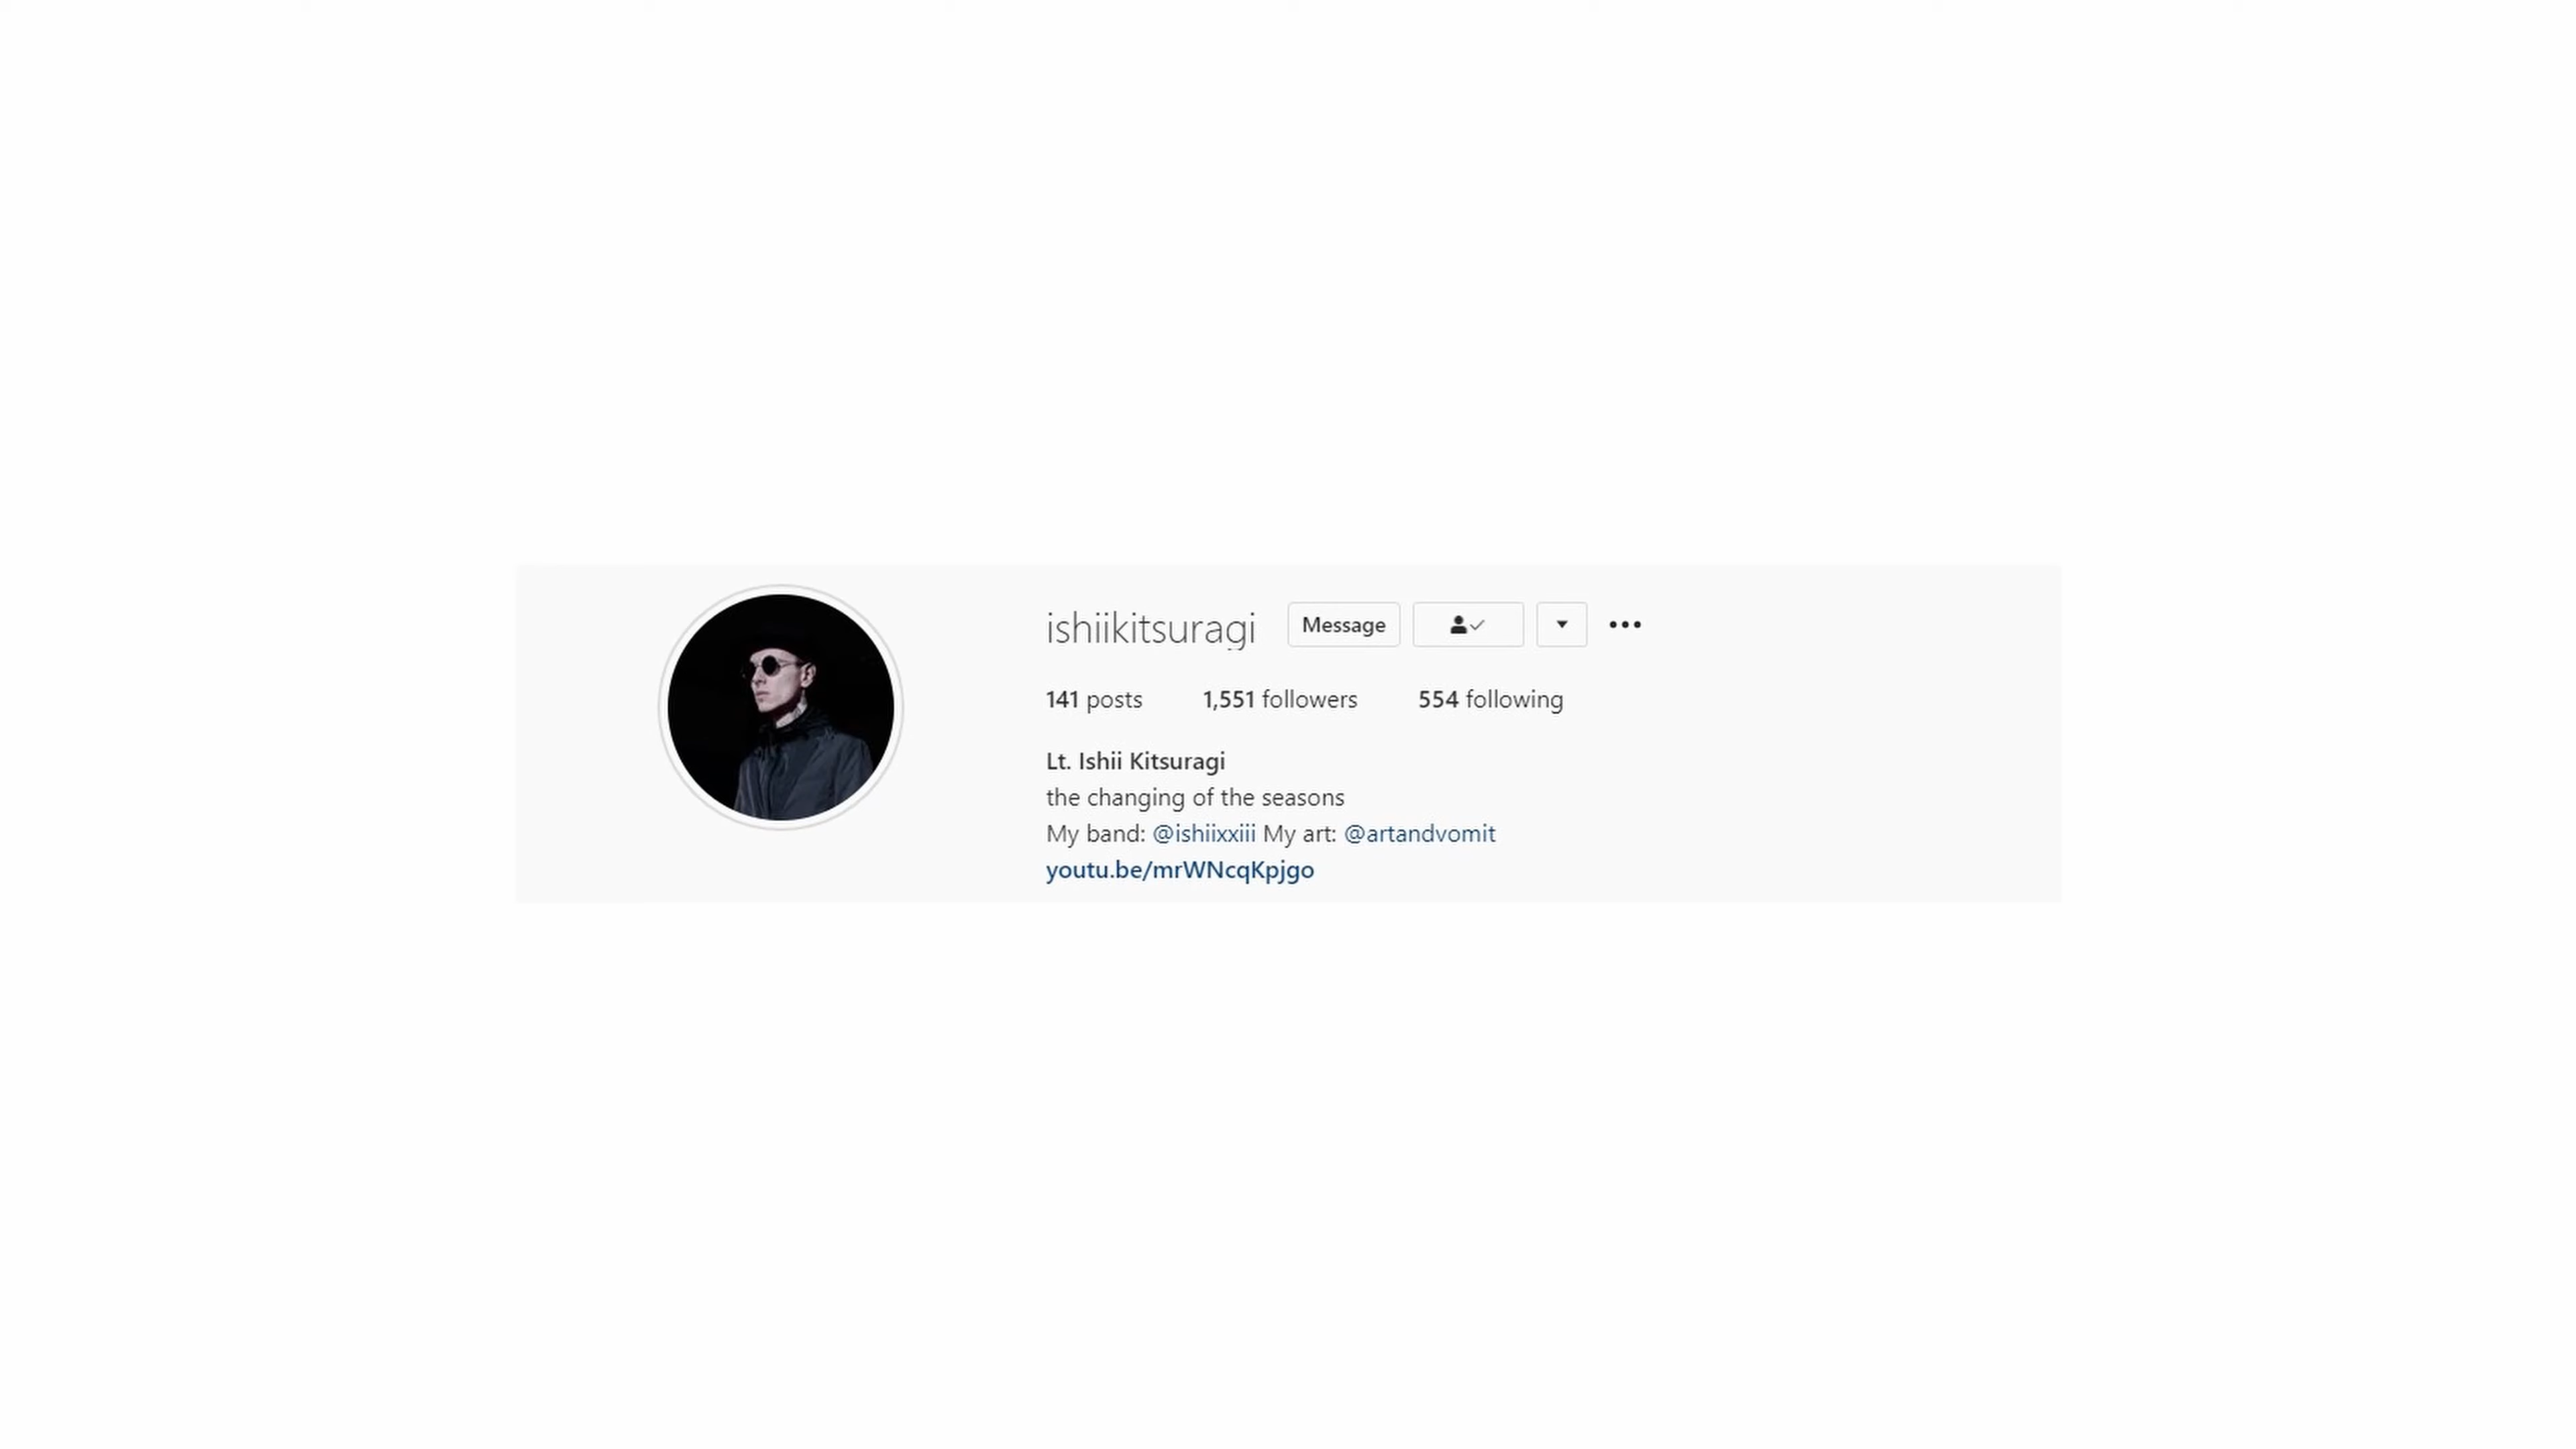 ishiikitsuragi Message
141 posts 1,551 followers 554 following
Lt. Ishii Kitsuragi
the changing of the seasons
My band: @ishiixxiii My art: @artandvomit
youtu.be/mrWNcqKpjgo